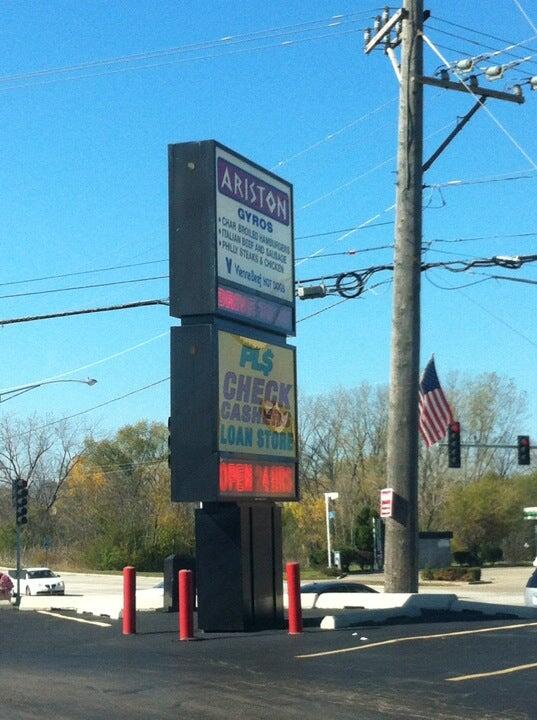 ARISTON
GYROS
• CHAR BROILED HAMBURGERS
• ITALIAN BEEF AND SAUSAGE
• PHILLY STEAKS & CHICKEN
V Vienna Beef HOT DOGS
PL$
CHECK
CASHERS
LOAN STORE
OPEN 24 HRS